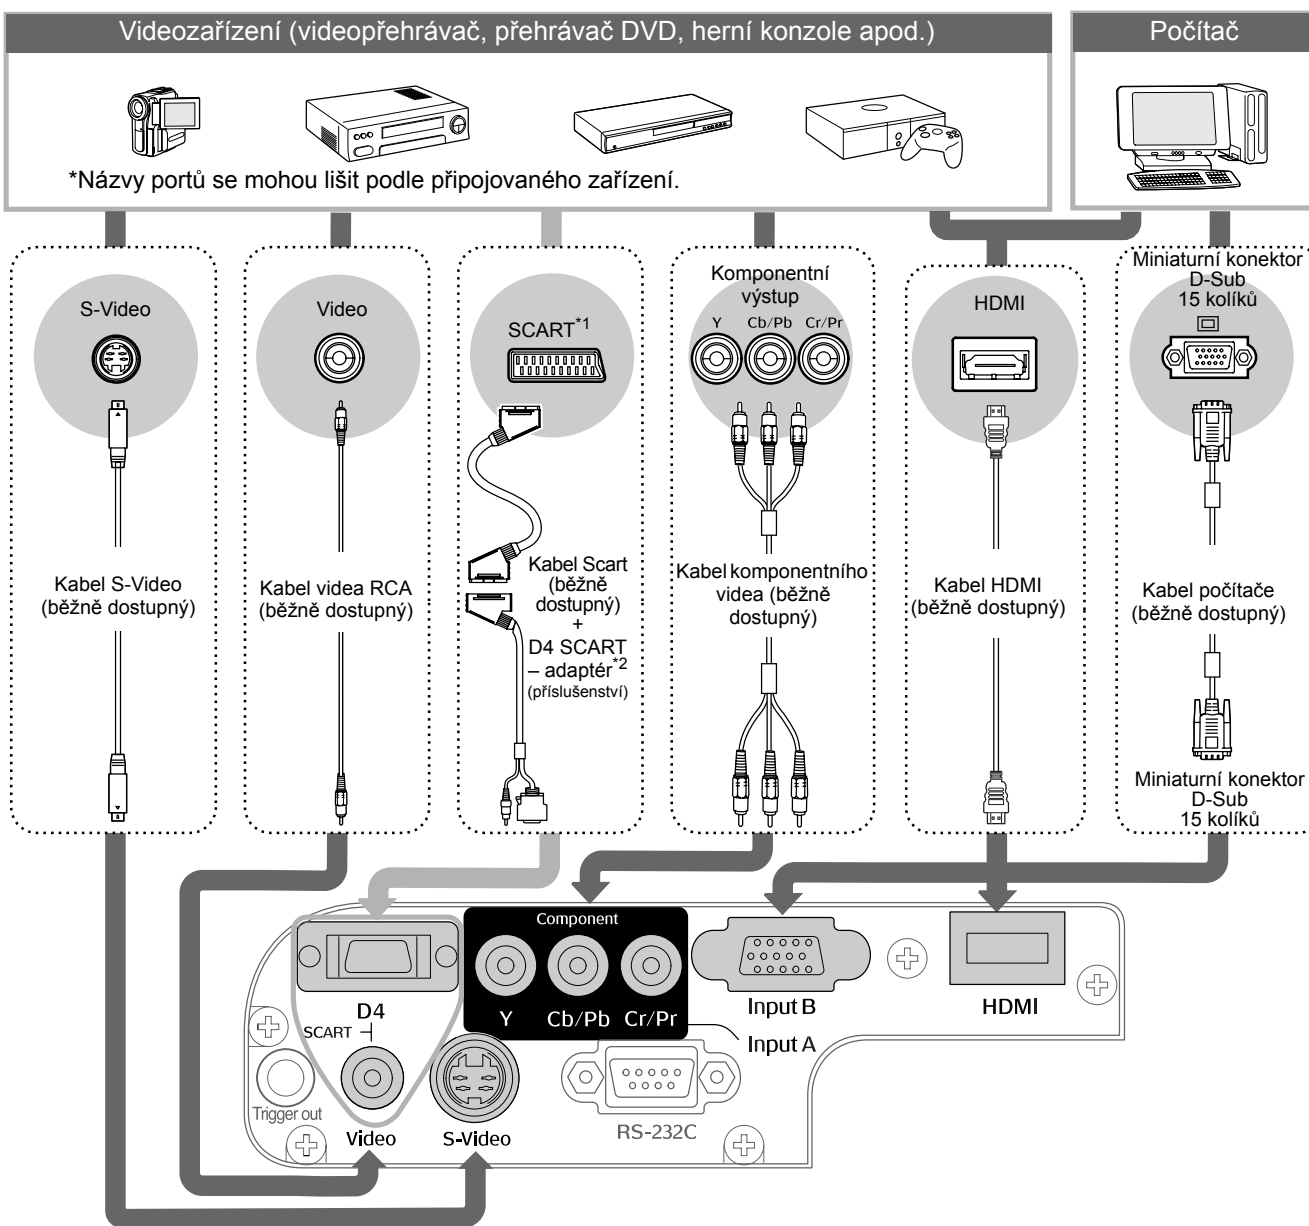 Videozařízení (videopřehrávač, přehrávač DVD, herní konzole apod.)
Počítač
*Názvy portů se mohou lišit podle připojovaného zařízení.
S-Video
Video
SCART*1
Komponentní
výstup
Y Cb/Pb Cr/Pr
HDMI
Miniaturní konektor
D-Sub
15 kolíků
Kabel S-Video
(běžně dostupný)
Kabel videa RCA
(běžně dostupný)
Kabel Scart
(běžně
dostupný)
+
D4 SCART
– adaptér*2
(příslušenství)
Kabel komponentního
videa (běžně
dostupný)
Kabel HDMI
(běžně dostupný)
Kabel počítače
(běžně dostupný)
Miniaturní konektor
D-Sub
15 kolíků
Component
Y Cb/Pb Cr/Pr
Input B
HDMI
D4
SCART
Input A
Trigger out
Video
S-Video
RS-232C